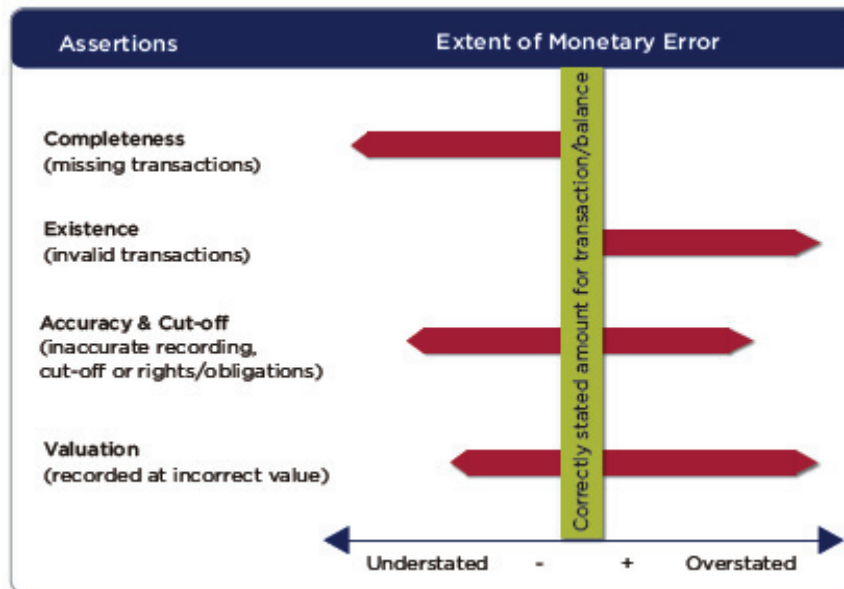 Assertions
Extent of Monetary Error
Completeness
(missing transactions)
Existence
(invalid transactions)
Accuracy & Cut-off
(inaccurate recording,
cut-off or rights/obligations)
Valuation
(recorded at incorrect value)
Correctly stated amount for transaction/balance
Understated - + Overstated